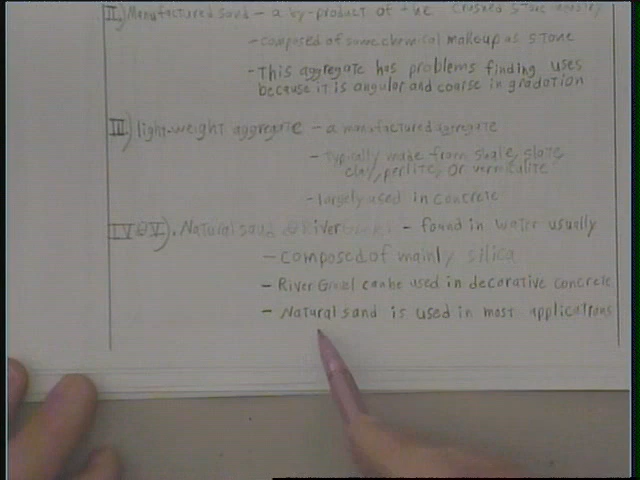 II.) Manufactured sand - a by-product of the crushed stone
- composed of same chemical makeup as stone
- This aggregate has problems finding uses
because it is angular and coarse in gradation
III) light-weight aggregate - a manufactured aggregate
- typically made from shale, slate,
clay, perlite, or vermiculite
- largely used in concrete
IV & V). Natural sand & River - found in water usually
- composed of mainly silica
- River Gravel can be used in decorative concrete
- Natural sand is used in most applications